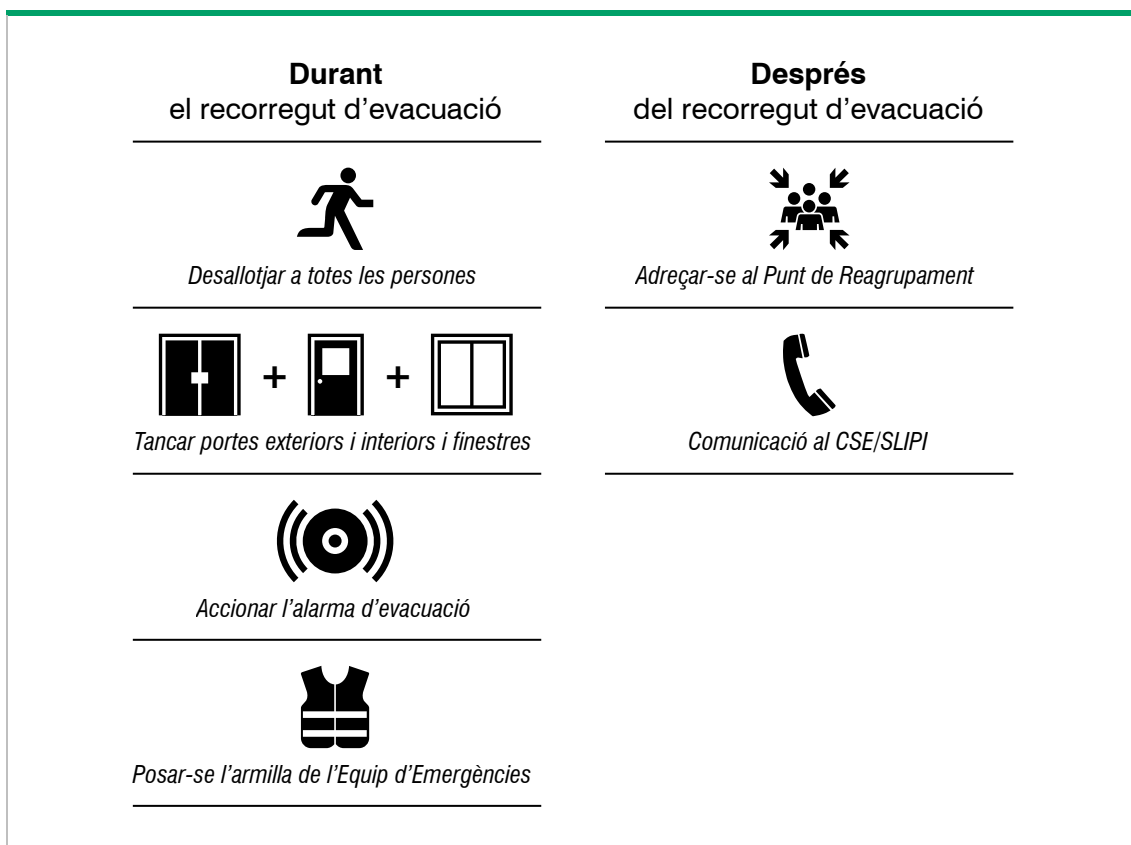 Durant
el recorregut d’evacuació
Desallotjar a totes les persones
+
+
Tancar portes exteriors i interiors i finestres
Accionar l’alarma d’evacuació
Posar-se l’armilla de l’Equip d’Emergències
Després
del recorregut d’evacuació
Adreçar-se al Punt de Reagrupament
Comunicació al CSE/SLIPI